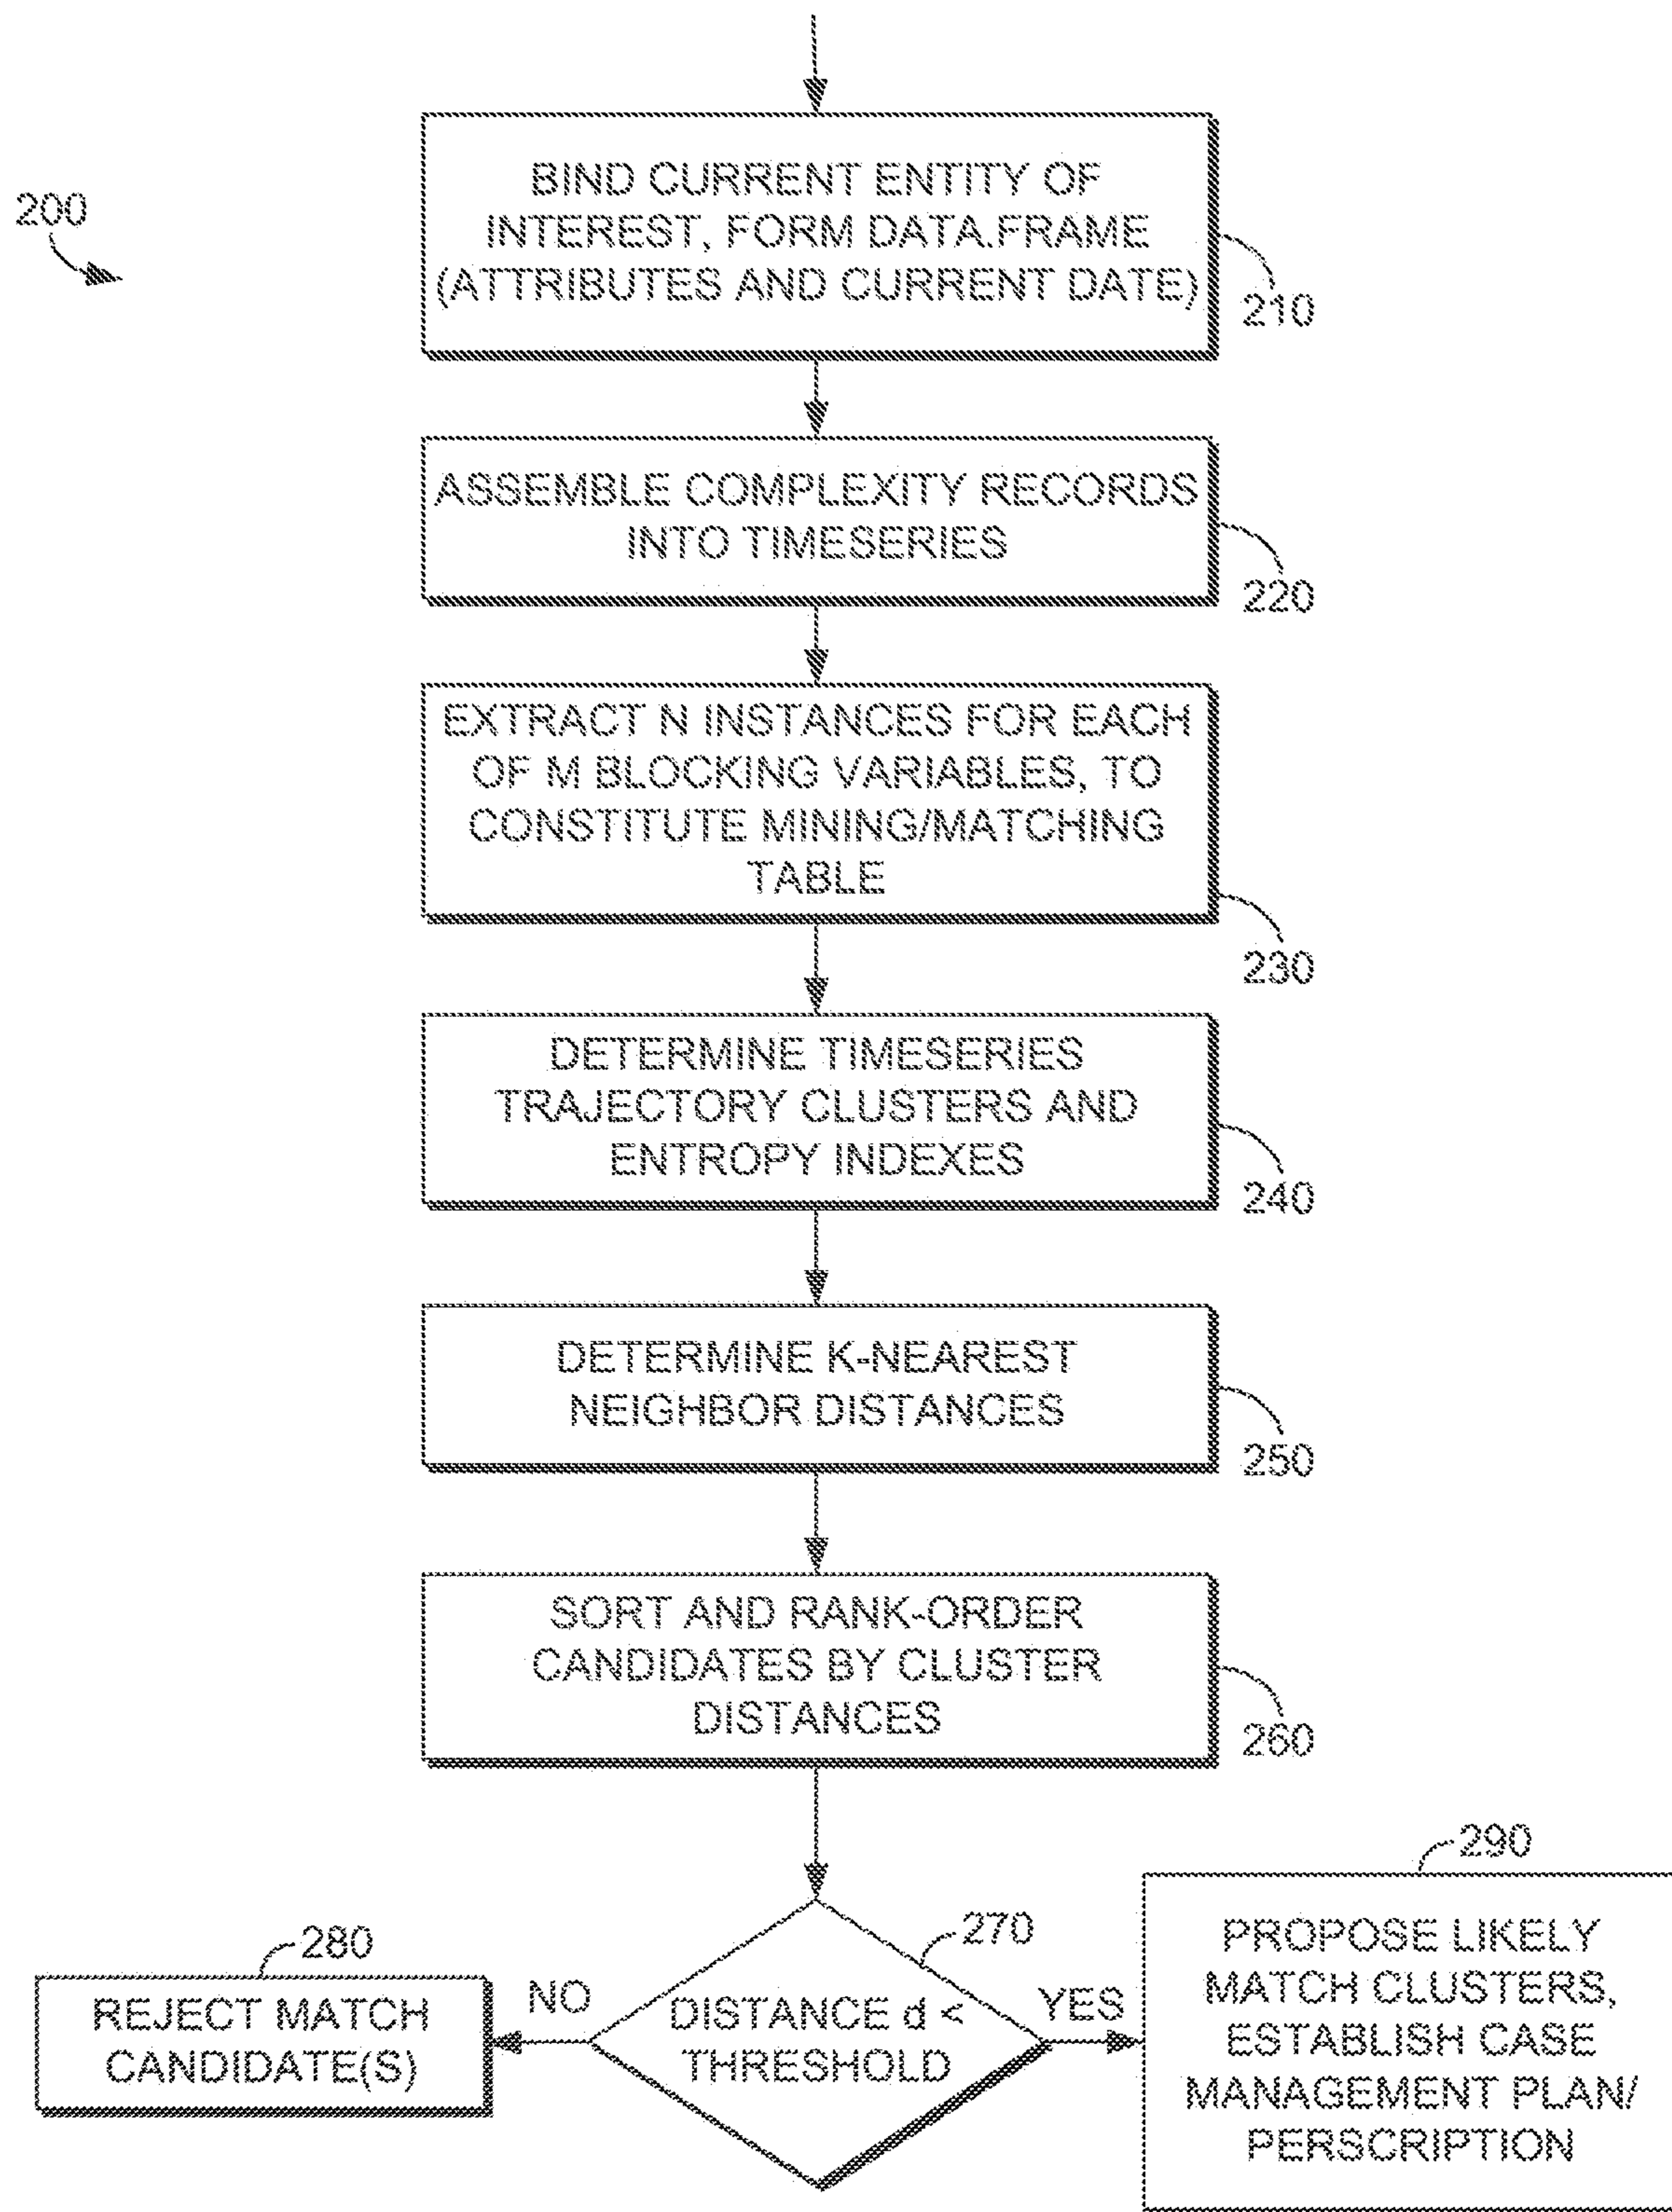 200
BIND CURRENT ENTITY OF
INTEREST, FORM DATA.FRAME
(ATTRIBUTES AND CURRENT DATE)
210
ASSEMBLE COMPLEXITY RECORDS
INTO TIMESERIES
220
EXTRACT N INSTANCES FOR EACH
OF M BLOCKING VARIABLES, TO
CONSTITUTE MINING/MATCHING
TABLE
230
DETERMINE TIMESERIES
TRAJECTORY CLUSTERS AND
ENTROPY INDEXES
240
DETERMINE K-NEAREST
NEIGHBOR DISTANCES
250
SORT AND RANK-ORDER
CANDIDATES BY CLUSTER
DISTANCES
260
270
DISTANCE d <
THRESHOLD
NO
280
REJECT MATCH
CANDIDATE(S)
YES
290
PROPOSE LIKELY
MATCH CLUSTERS,
ESTABLISH CASE
MANAGEMENT PLAN/
PERSCRIPTION